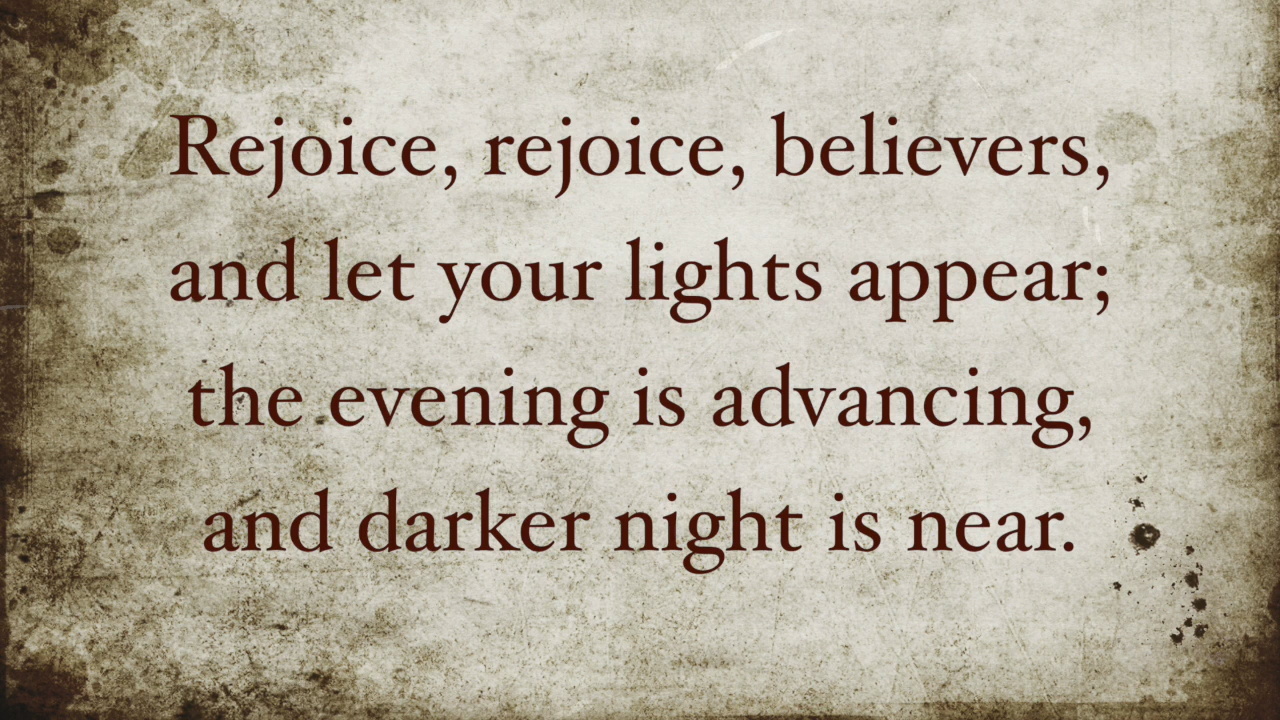 Rejoice, rejoice, believers,
and let your lights appear;
the evening is advancing,
and darker night is near.